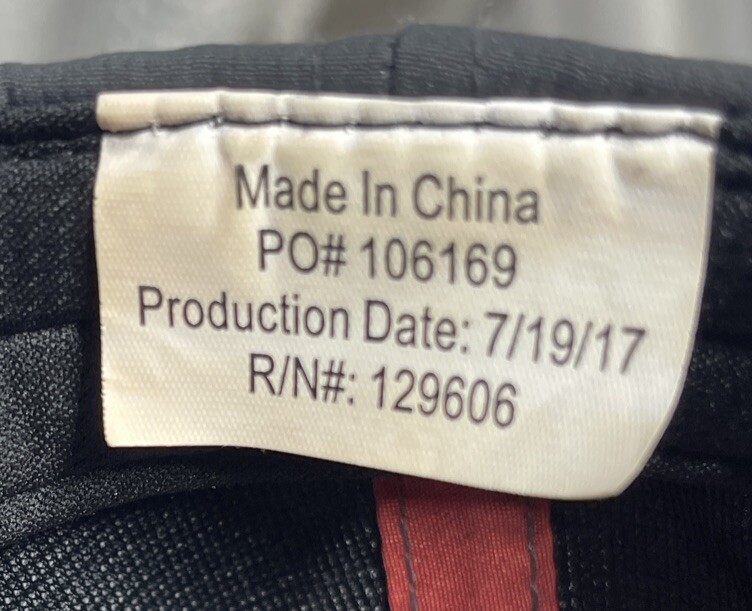 Made In China
PO# 106169
Production Date: 7/19/17
R/N#: 129606